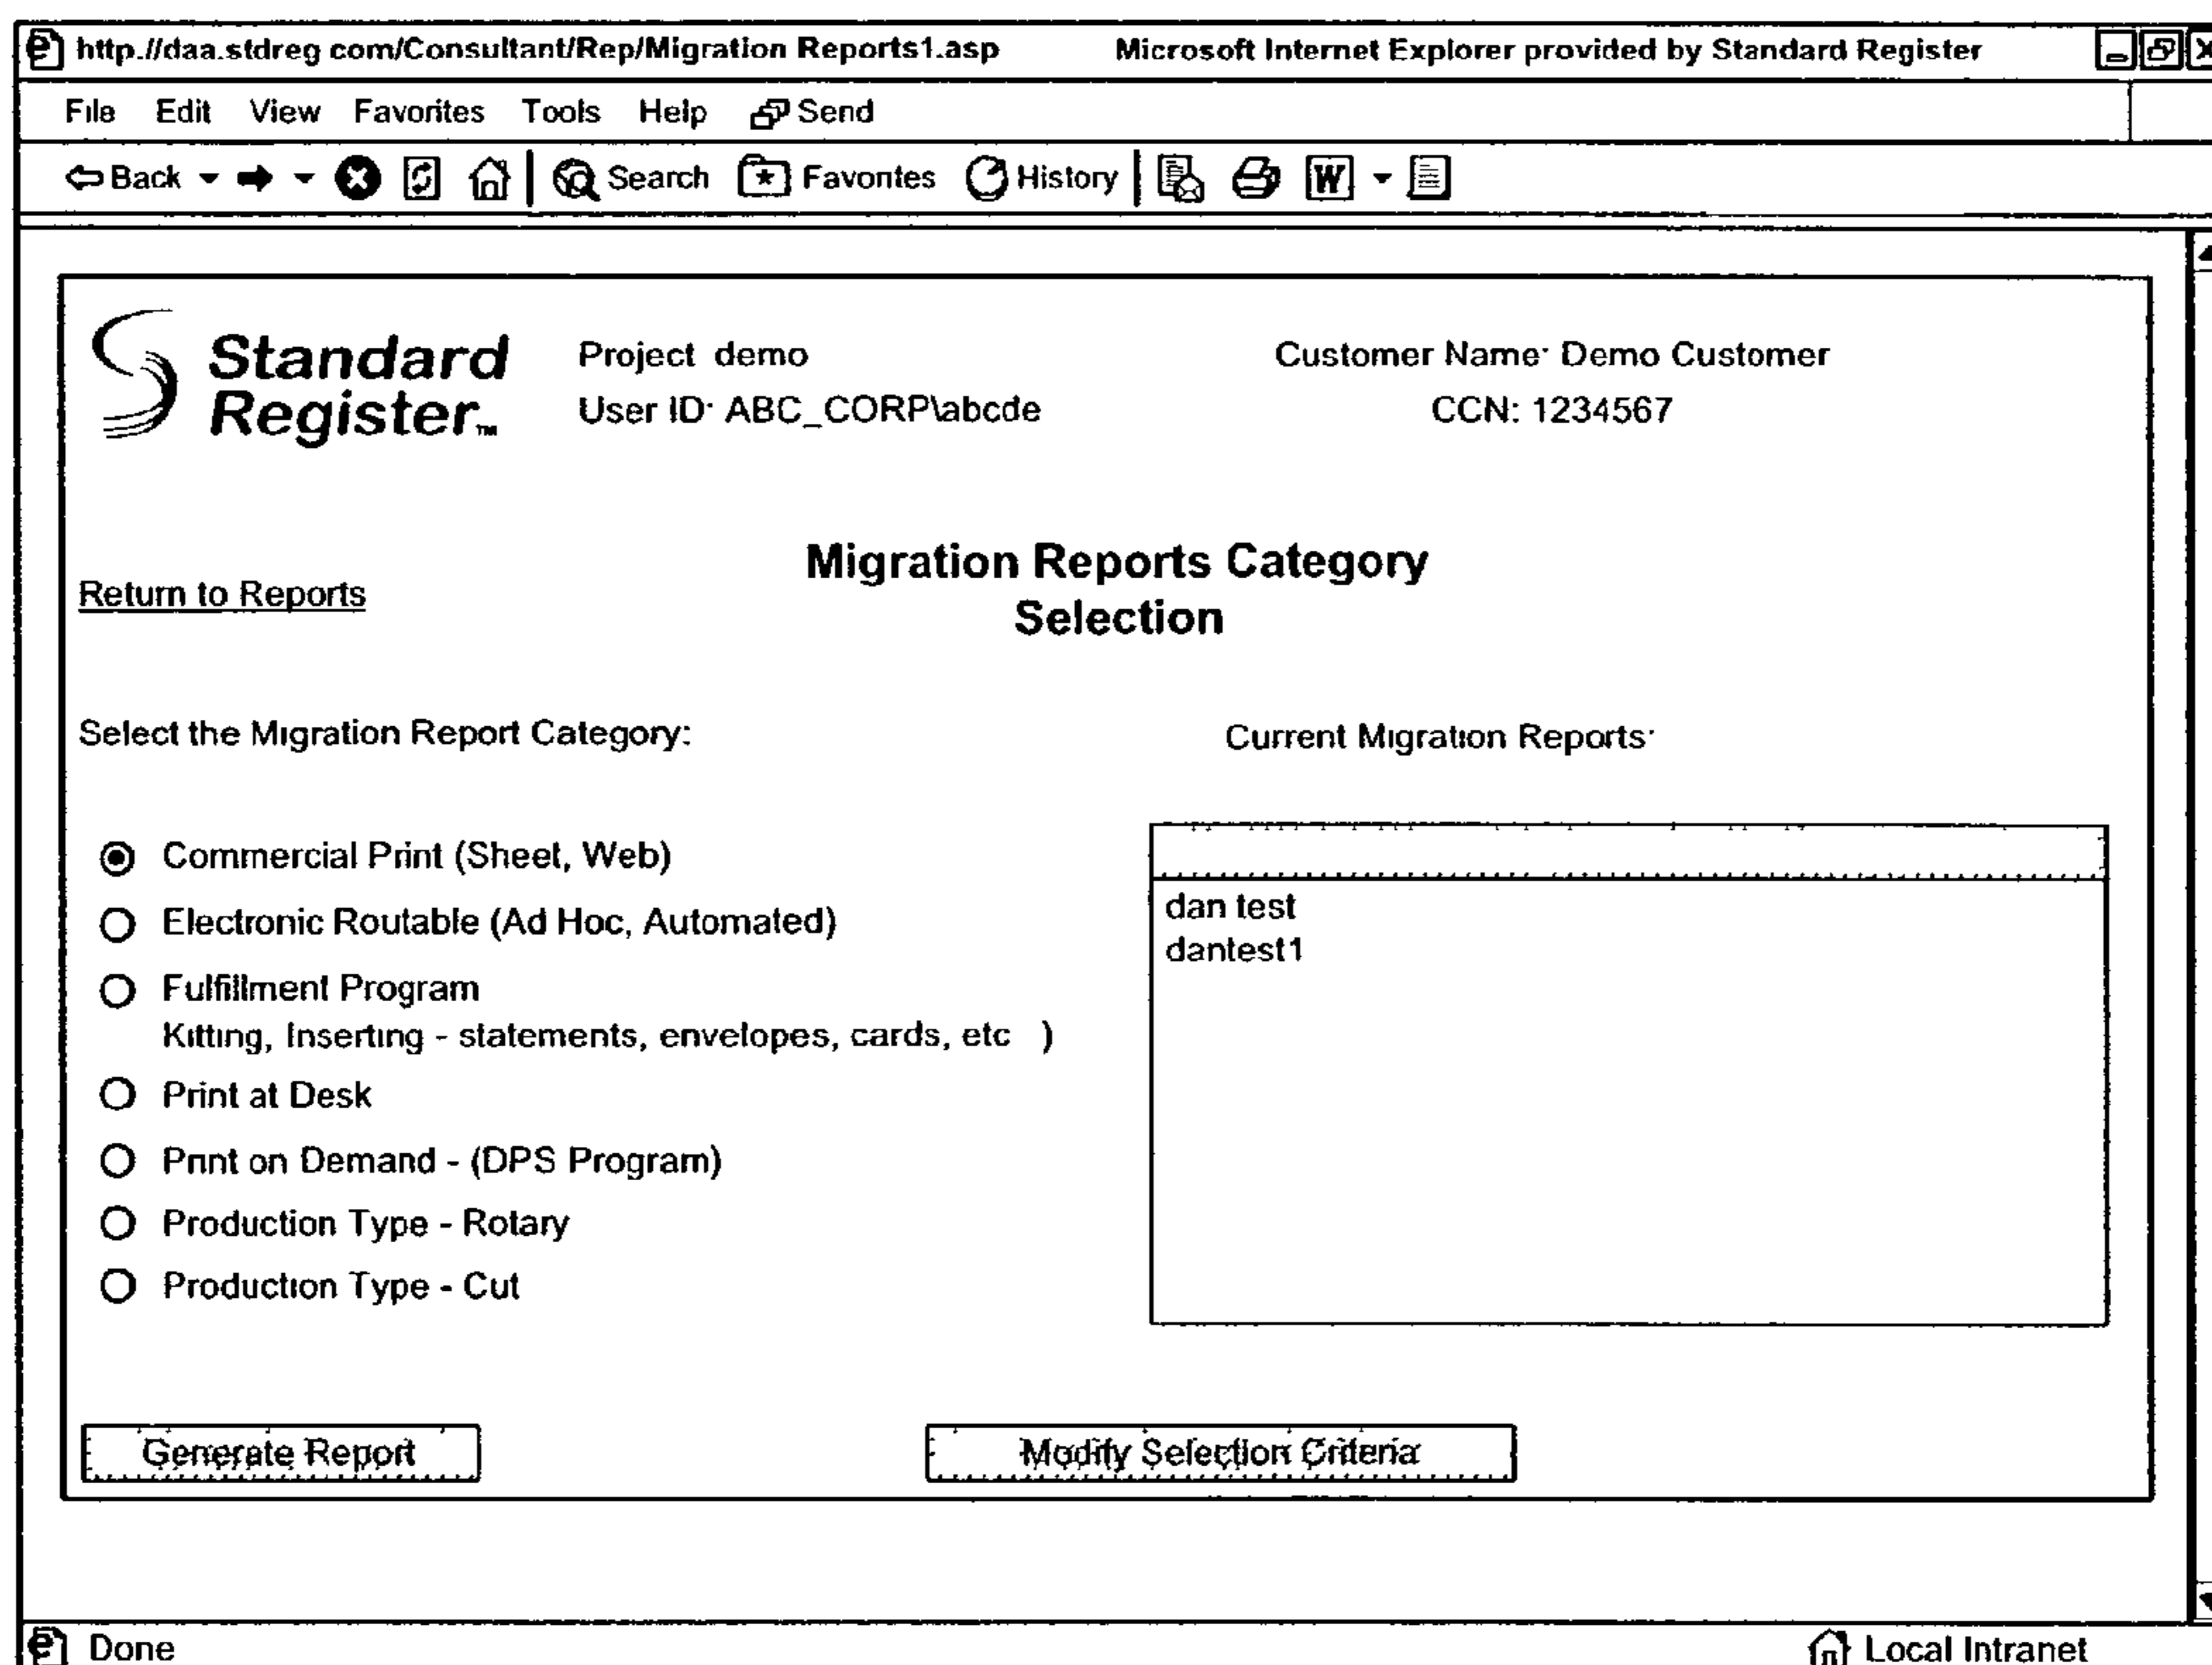 http.//daa.stdreg com/Consultant/Rep/Migration Reports1.asp Microsoft Internet Explorer provided by Standard Register
File Edit View Favorites Tools Help Send
Back Search Favorites History W
Standard Register™
Project demo
User ID: ABC_CORP\abcde
Customer Name: Demo Customer
CCN: 1234567
Return to Reports
Migration Reports Category
Selection
Select the Migration Report Category:
Current Migration Reports:
Commercial Print (Sheet, Web)
Electronic Routable (Ad Hoc, Automated)
Fulfillment Program
Kitting, Inserting - statements, envelopes, cards, etc )
Print at Desk
Print on Demand - (DPS Program)
Production Type - Rotary
Production Type - Cut
dan test
dantest1
Generate Report
Modify Selection Criteria
Done
Local Intranet